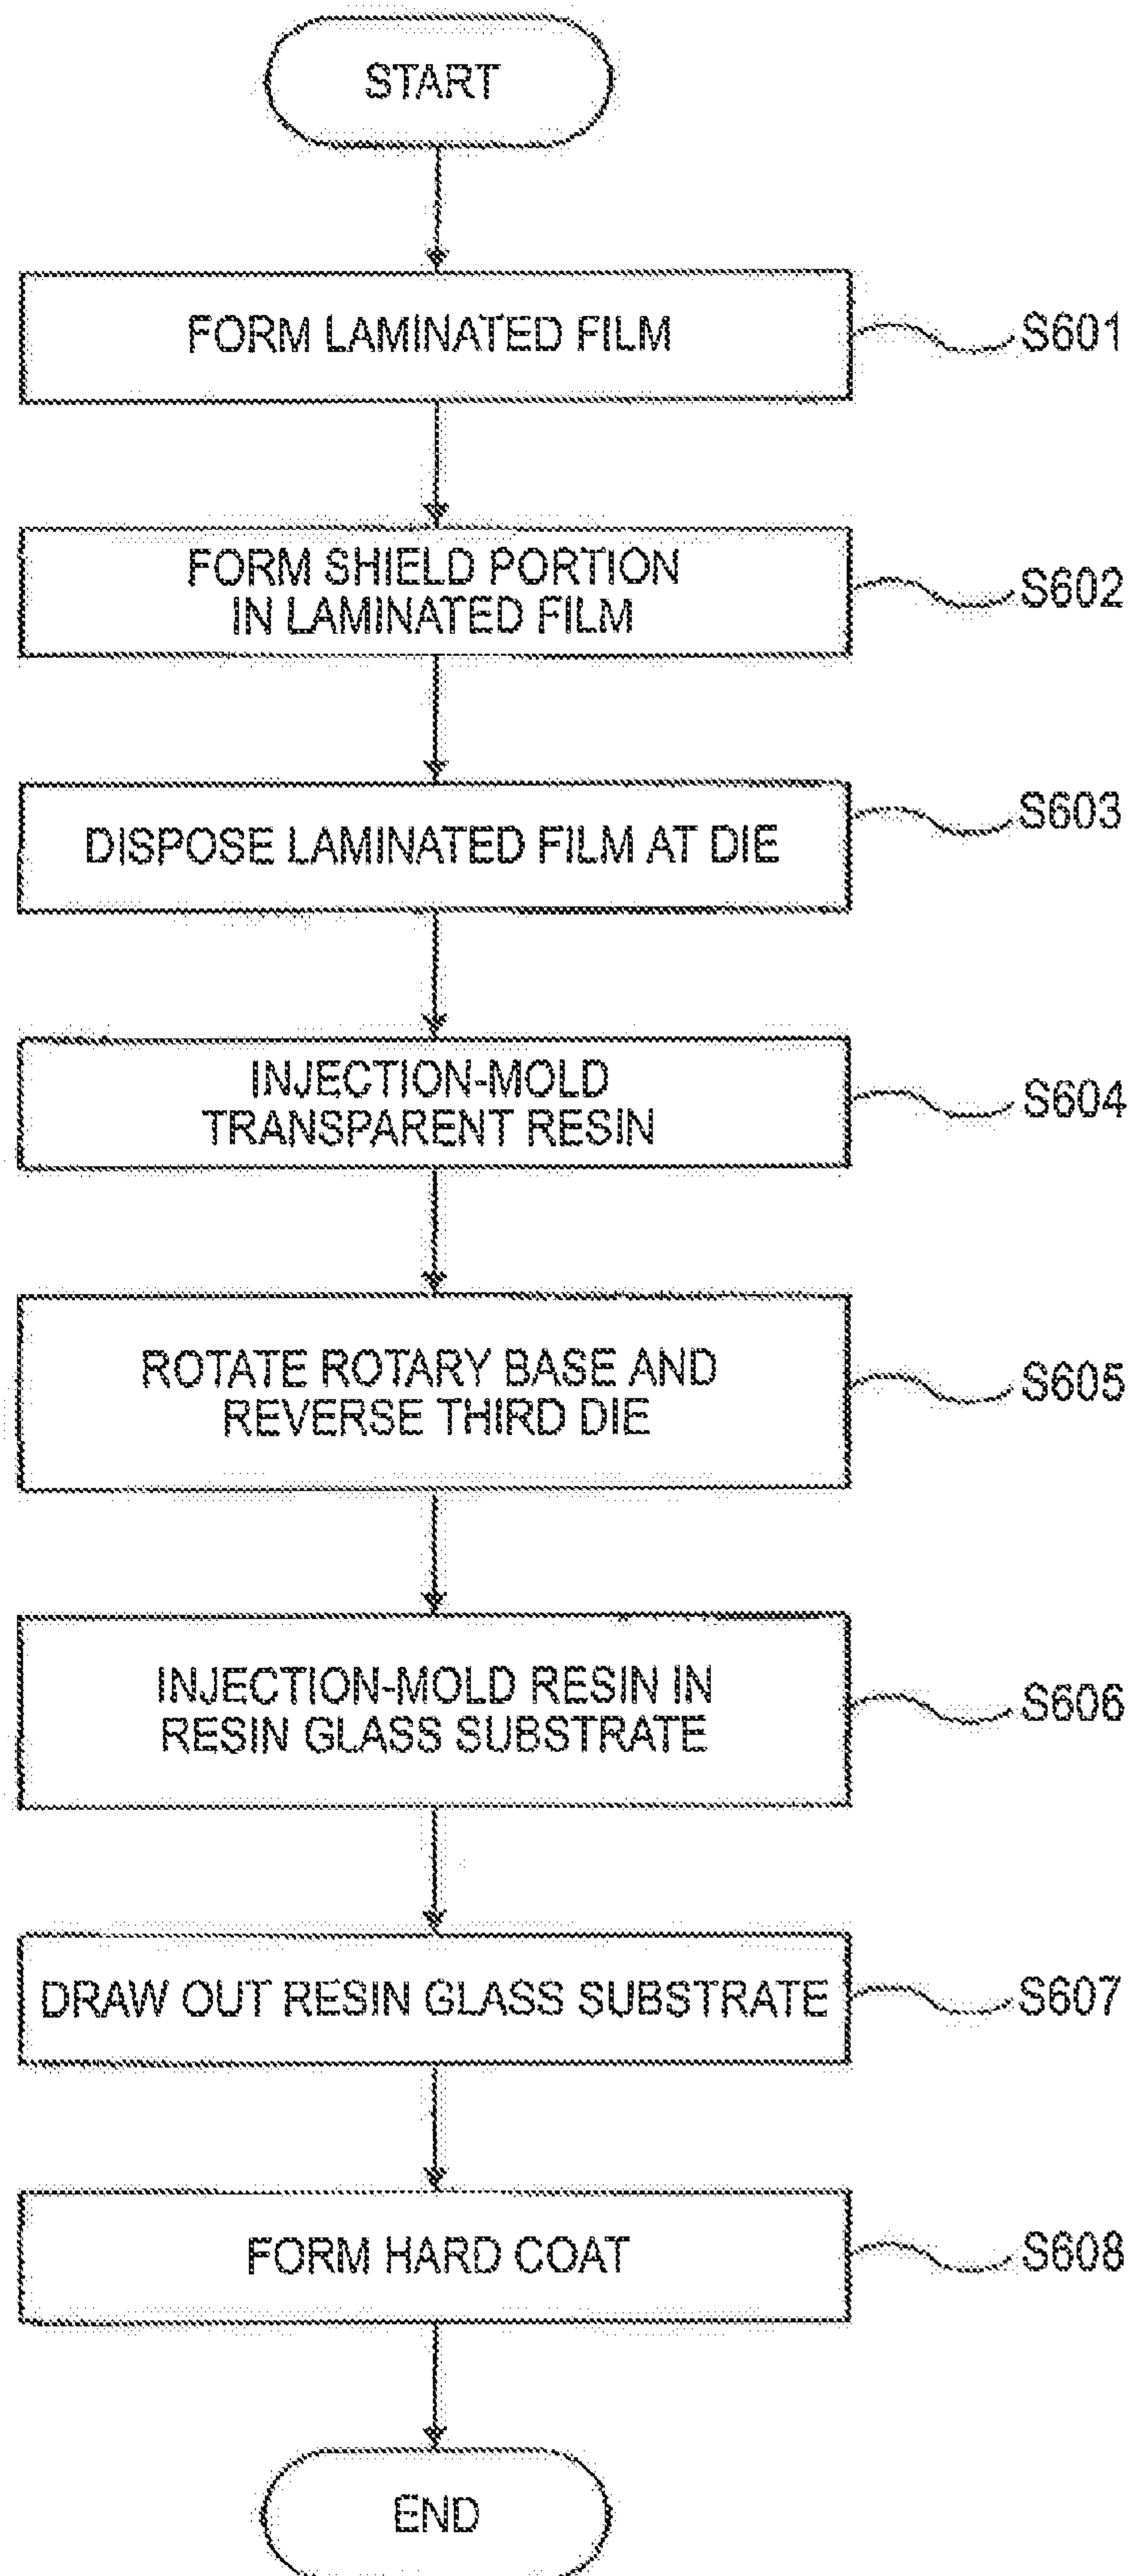 START
FORM LAMINATED FILM
S601
FORM SHIELD PORTION
IN LAMINATED FILM
S602
DISPOSE LAMINATED FILM AT DIE
S603
INJECTION-MOLD
TRANSPARENT RESIN
S604
ROTATE ROTARY BASE AND
REVERSE THIRD DIE
S605
INJECTION-MOLD RESIN IN
RESIN GLASS SUBSTRATE
S606
DRAW OUT RESIN GLASS SUBSTRATE
S607
FORM HARD COAT
S608
END